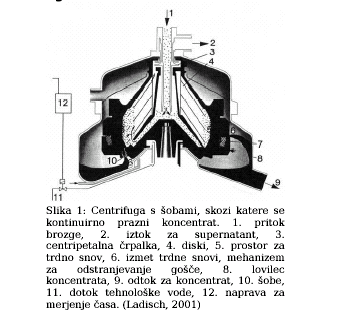 1
2
3
4
12
6
7
10
8
9
11
Slika 1: Centrifuga s šobami, skozi katere se
kontinuirno prazni koncentrat. 1. pritok
brozge, 2. iztok za supernatant, 3.
centripetalna črpalka, 4. diski, 5. prostor za
trdno snov, 6. izmet trdne snovi, mehanizem
za odstranjevanje gošče, 8. lovilec
koncentrata, 9. odtok za koncentrat, 10. šobe,
11. dotok tehnološke vode, 12. naprava za
merjenje časa. (Ladisch, 2001)